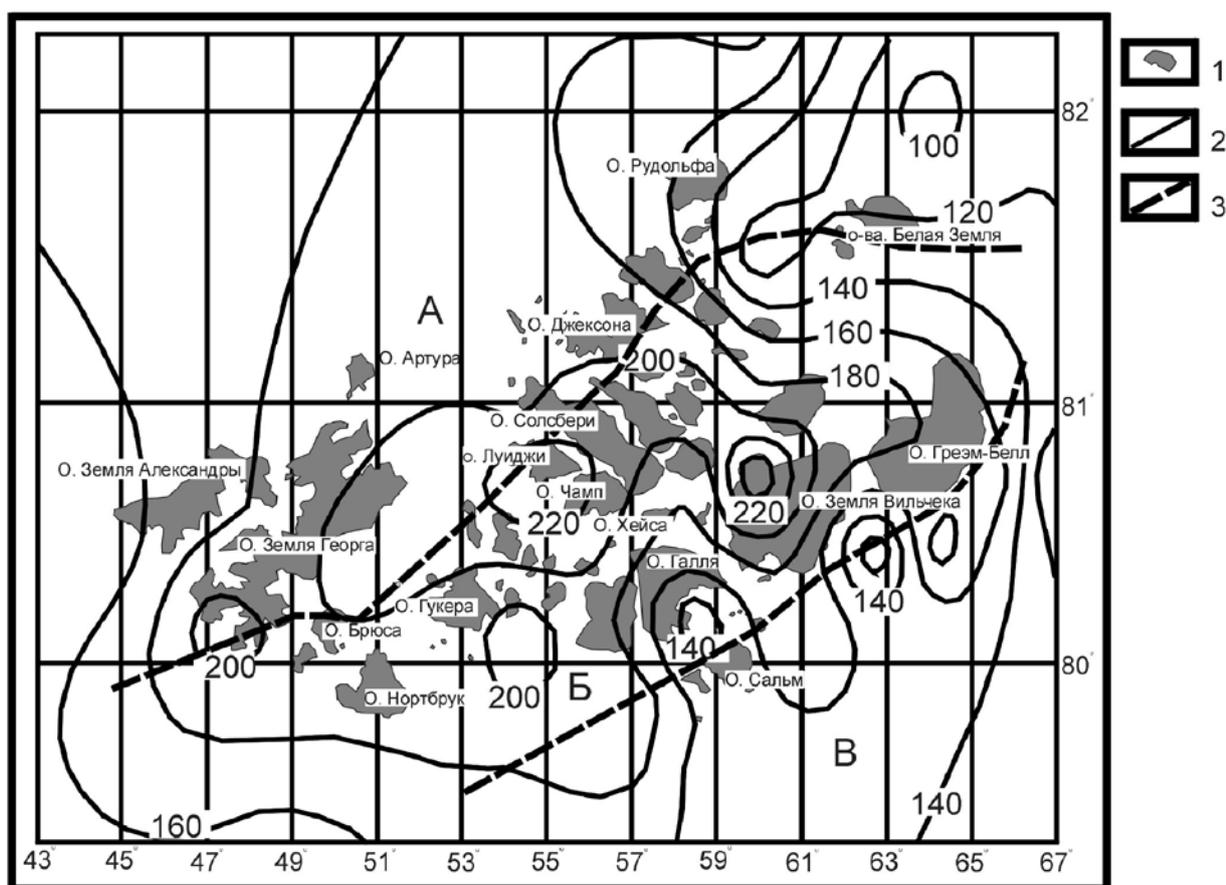 1
2
3
82°
100
О. Рудольфа
120
о-ва. Белая Земля
140
А
О. Джексона
160
О. Артура
200
180
81°
О. Солсбери
о. Луиджи
О. Греэм-Белл
О. Земля Александры
О. Чамп
220
220
О. Земля Вильчека
О. Хейса
О. Земля Георга
О. Галля
140
О. Гукера
О. Брюса
140
200
80°
О. Сальм
Б
200
О. Нортбрук
В
140
160
43° 45° 47° 49° 51° 53° 55° 57° 59° 61° 63° 65° 67°